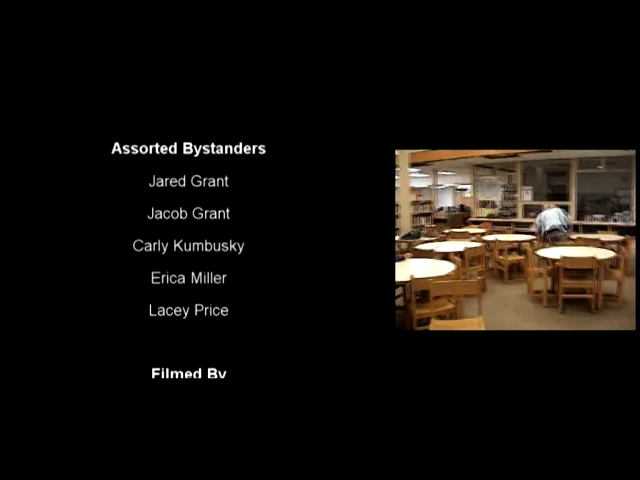 Assorted Bystanders
Jared Grant
Jacob Grant
Carly Kumbusky
Erica Miller
Lacey Price
Filmed By